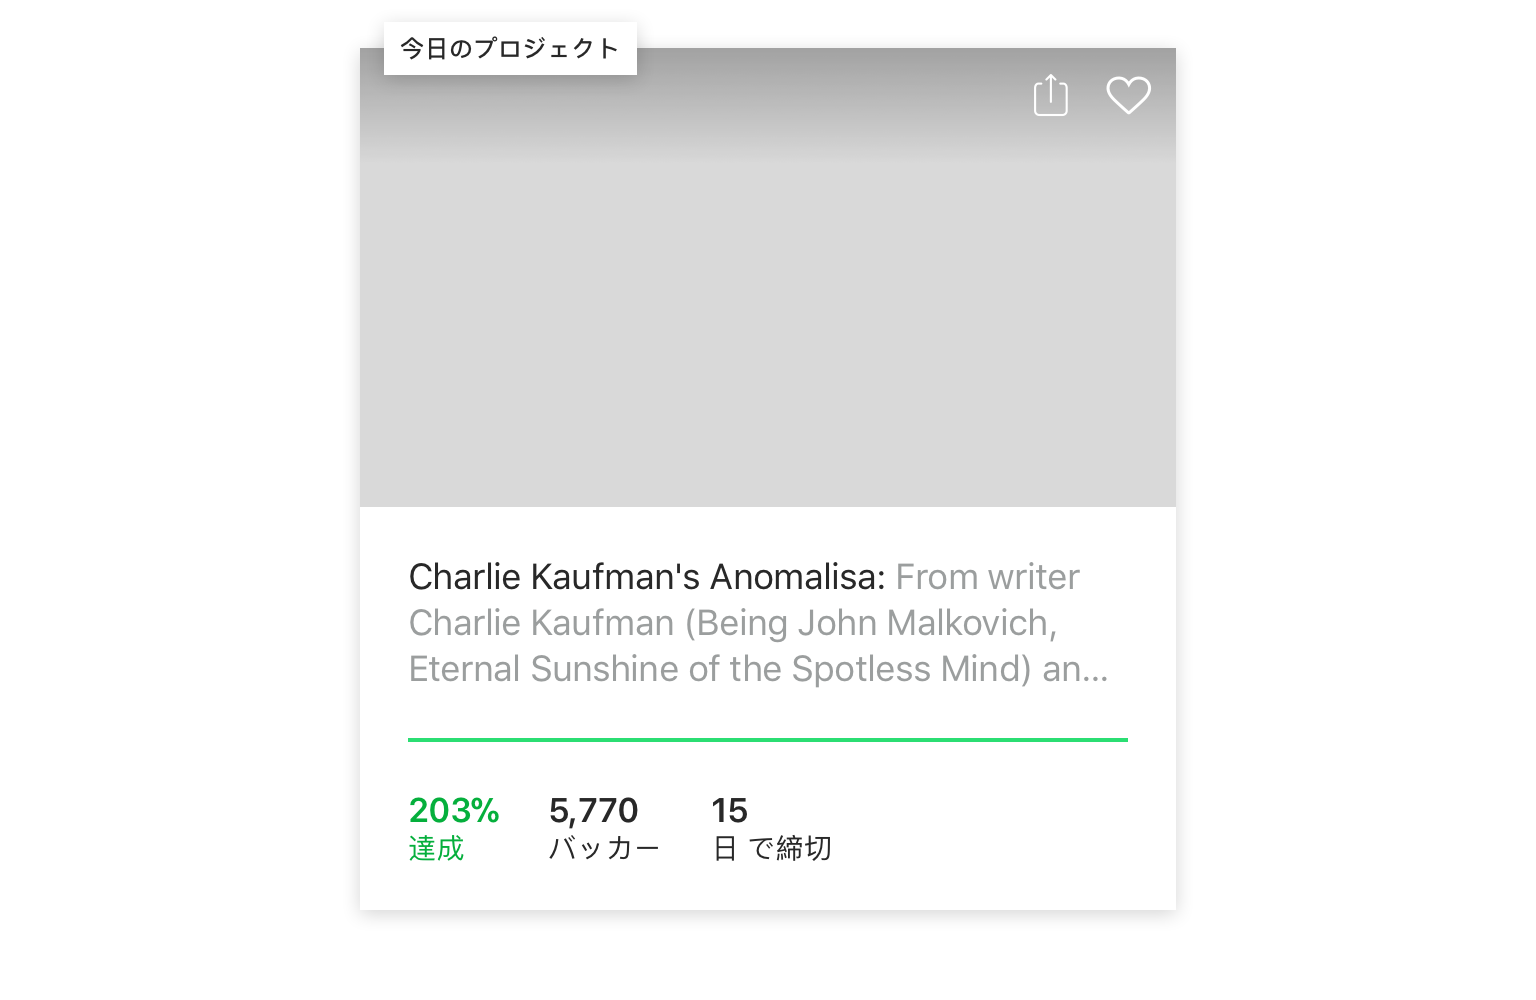 今日のプロジェクト
Charlie Kaufman's Anomalisa: From writer
Charlie Kaufman (Being John Malkovich,
Eternal Sunshine of the Spotless Mind) an...
203% 5,770 15
達成 バッカー 日 で締切